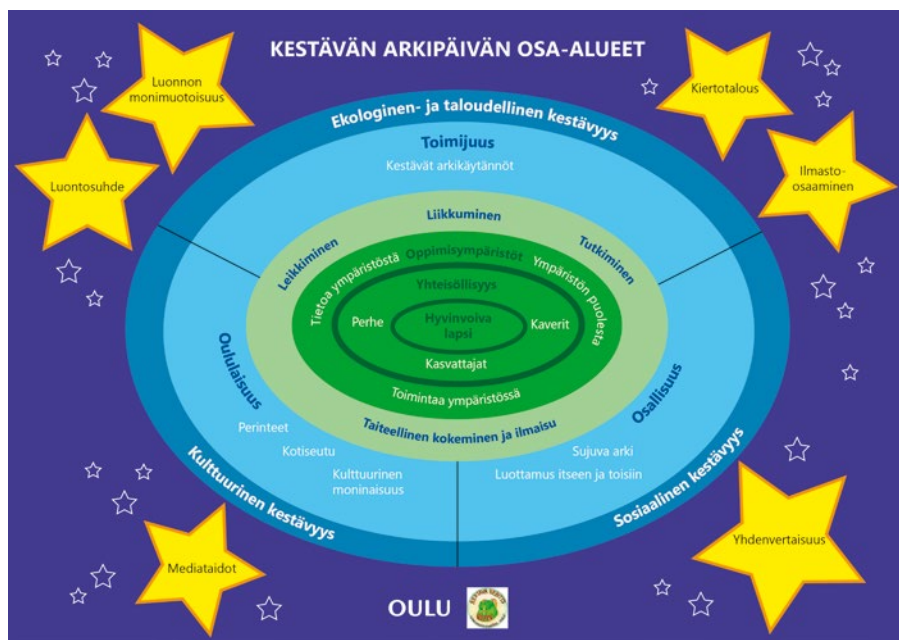 KESTÄVÄN ARKIPÄIVÄN OSA-ALUEET
Luonnon
monimuotoisuus
Kiertotalous
Luontosuhde
Ilmasto-
osaaminen
Ekologinen- ja taloudellinen kestävyys
Toimijuus
Kestävät arkikäytännöt
Liikkuminen
Leikkiminen
Tutkiminen
Oppimisympäristöt
Tietoa ympäristöstä
Ympäristön puolesta
Yhteisöllisyys
Perhe
Hyvinvoiva
lapsi
Kaverit
Kasvattajat
Toimintaa ympäristössä
Taiteellinen kokeminen ja ilmaisu
Oululaisuus
Perinteet
Kotiseutu
Kulttuurinen
moninaisuus
Osallisuus
Sujuva arki
Luottamus itseen ja toisiin
Kulttuurinen kestävyys
Sosiaalinen kestävyys
Mediataidot
Yhdenvertaisuus
OULU